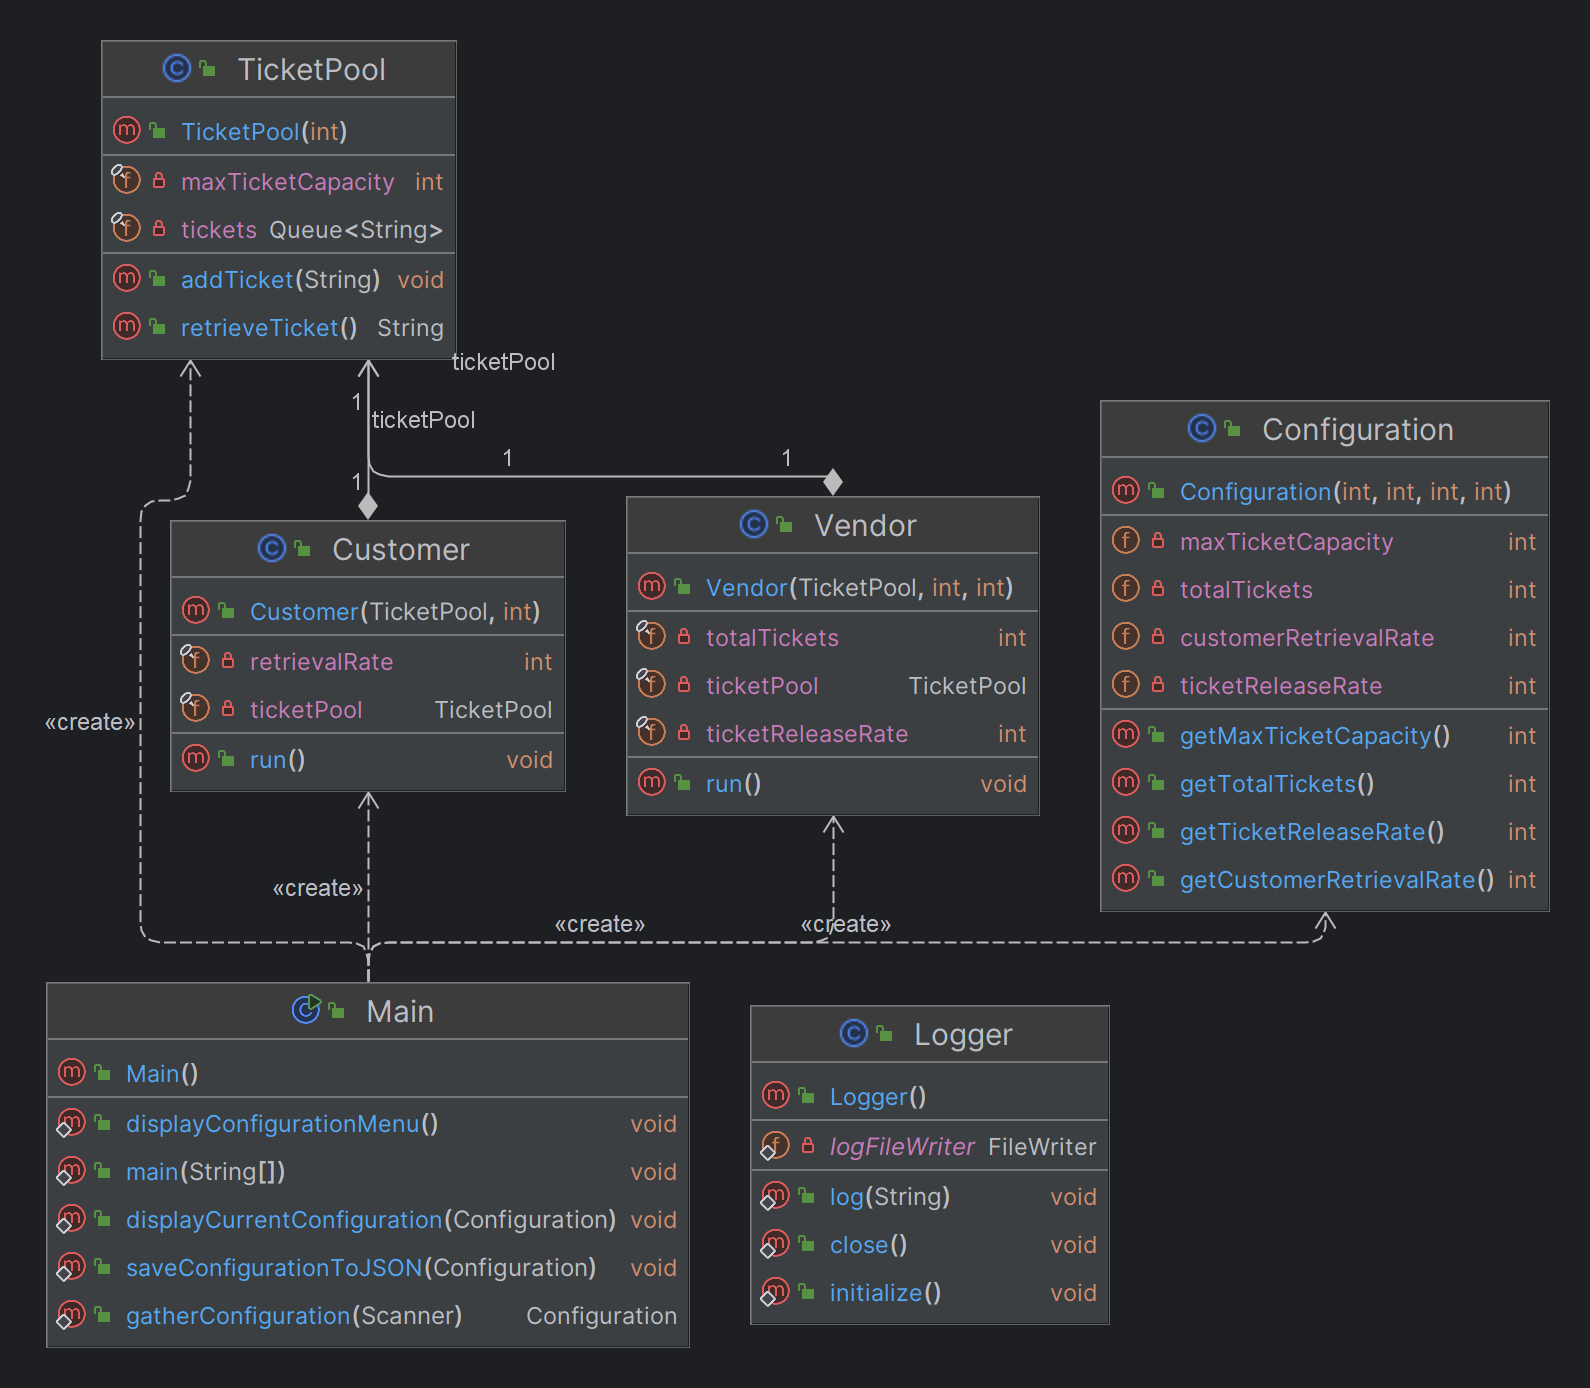 TicketPool
TicketPool(int)
maxTicketCapacity int
tickets Queue<String>
addTicket(String) void
retrieveTicket() String
ticketPool
1
ticketPool
1
1
1
Customer
Customer(TicketPool, int)
retrievalRate int
ticketPool TicketPool
run() void
Vendor
Vendor(TicketPool, int, int)
totalTickets int
ticketPool TicketPool
ticketReleaseRate int
run() void
Configuration
Configuration(int, int, int, int)
maxTicketCapacity int
totalTickets int
customerRetrievalRate int
ticketReleaseRate int
getMaxTicketCapacity() int
getTotalTickets() int
getTicketReleaseRate() int
getCustomerRetrievalRate() int
«create»
«create»
«create»
«create»
Main
Main()
displayConfigurationMenu() void
main(String[]) void
displayCurrentConfiguration(Configuration) void
saveConfigurationToJSON(Configuration) void
gatherConfiguration(Scanner) Configuration
Logger
Logger()
logFileWriter FileWriter
log(String) void
close() void
initialize() void